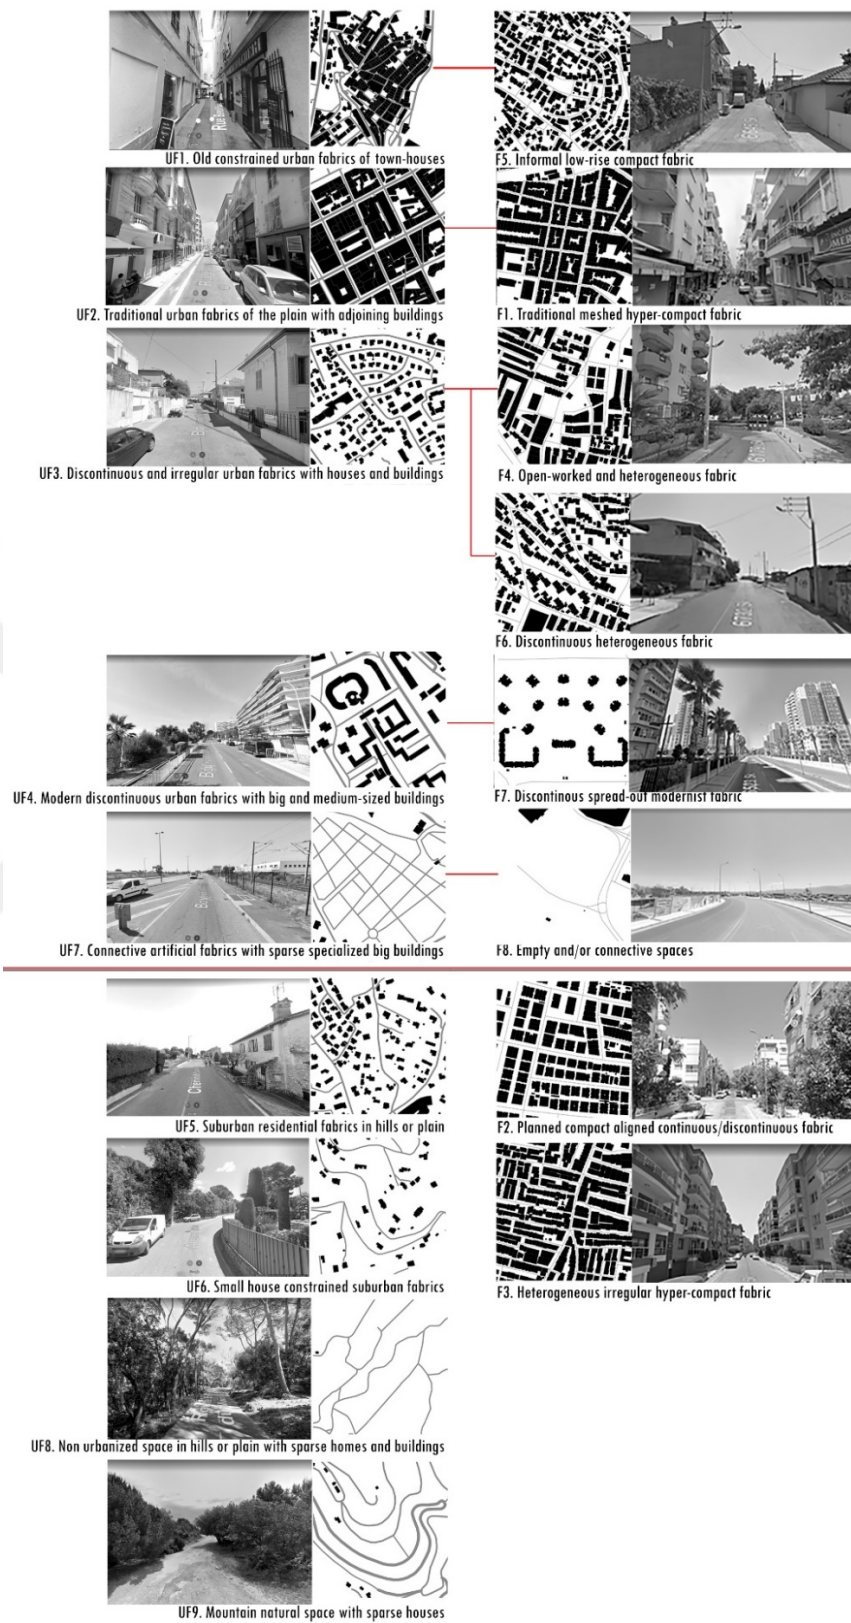 UF1. Old constrained urban fabrics of town-houses
F5. Informal low-rise compact fabric
UF2. Traditional urban fabrics of the plain with adjoining buildings
F1. Traditional meshed hyper-compact fabric
UF3. Discontinuous and irregular urban fabrics with houses and buildings
F4. Open-worked and heterogeneous fabric
F6. Discontinuous heterogeneous fabric
UF4. Modern discontinuous urban fabrics with big and medium-sized buildings
F7. Discontinous spread-out modernist fabric
UF7. Connective artificial fabrics with sparse specialized big buildings
F8. Empty and/or connective spaces
UF5. Suburban residential fabrics in hills or plain
F2. Planned compact aligned continuous/discontinuous fabric
UF6. Small house constrained suburban fabrics
F3. Heterogeneous irregular hyper-compact fabric
UF8. Non urbanized space in hills or plain with sparse homes and buildings
UF9. Mountain natural space with sparse houses